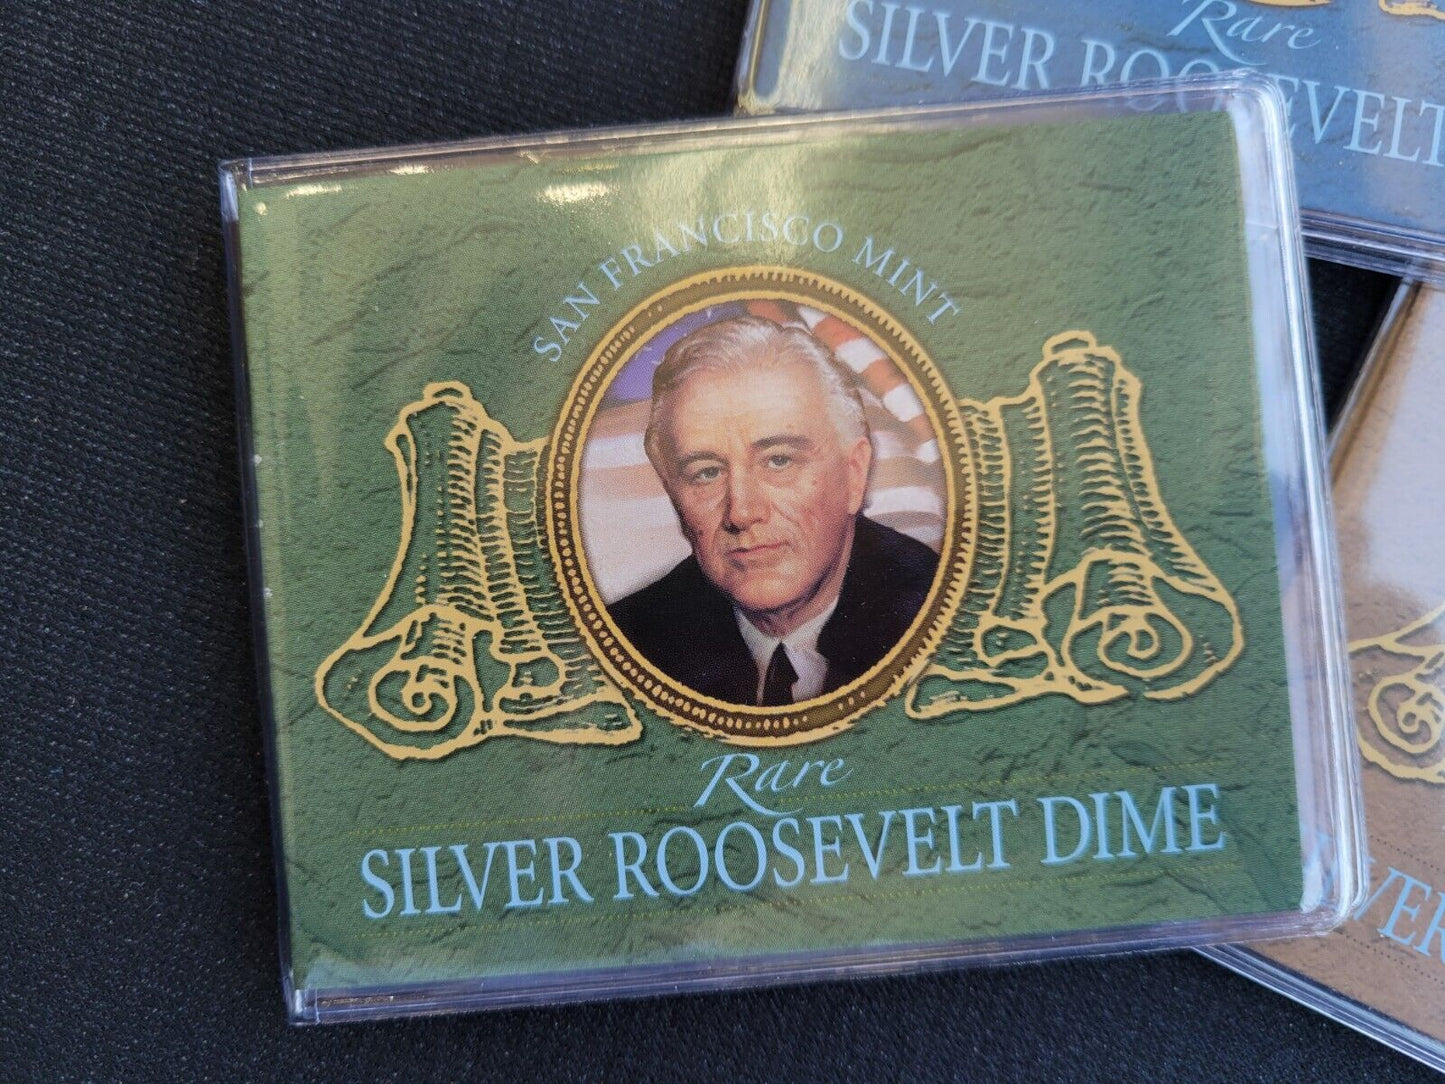 Rare
SILVER ROOSEVELT
SAN FRANCISCO MINT
Rare
SILVER ROOSEVELT DIME